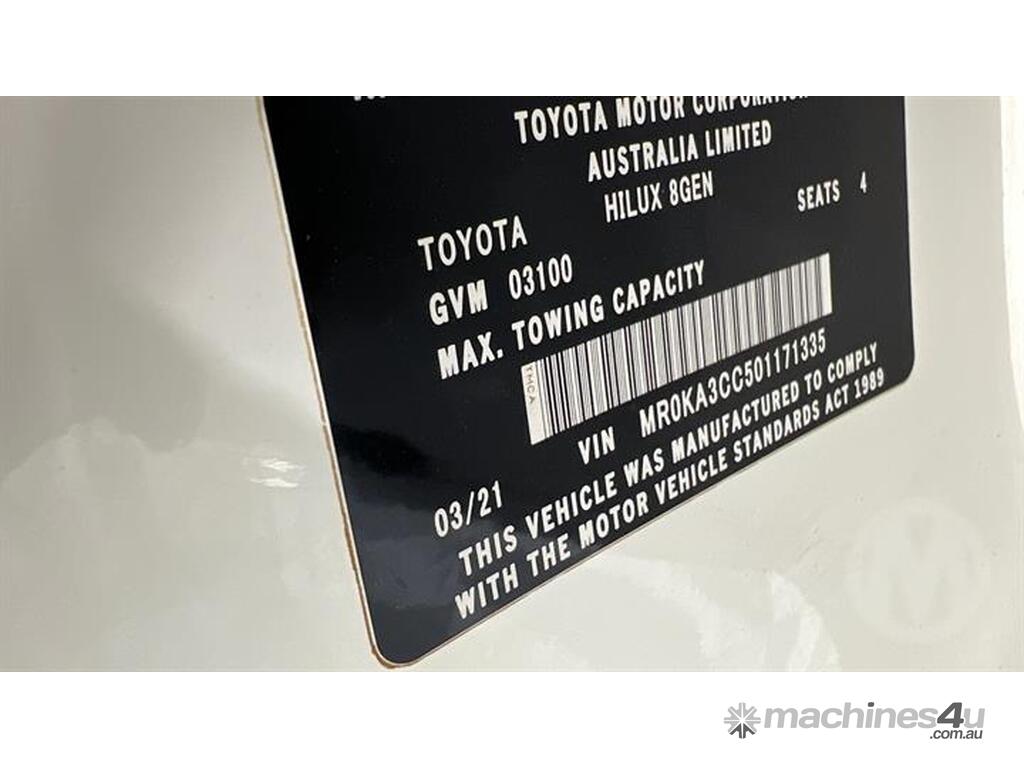 TOYOTA MOTOR CORPORATION
AUSTRALIA LIMITED
HILUX 8GEN
TOYOTA SEATS 4
GVM 03100
MAX. TOWING CAPACITY
TMCA
VIN MR0KA3CC501171335
03/21
THIS VEHICLE WAS MANUFACTURED TO COMPLY
WITH THE MOTOR VEHICLE STANDARDS ACT 1989
machines4u
.com.au